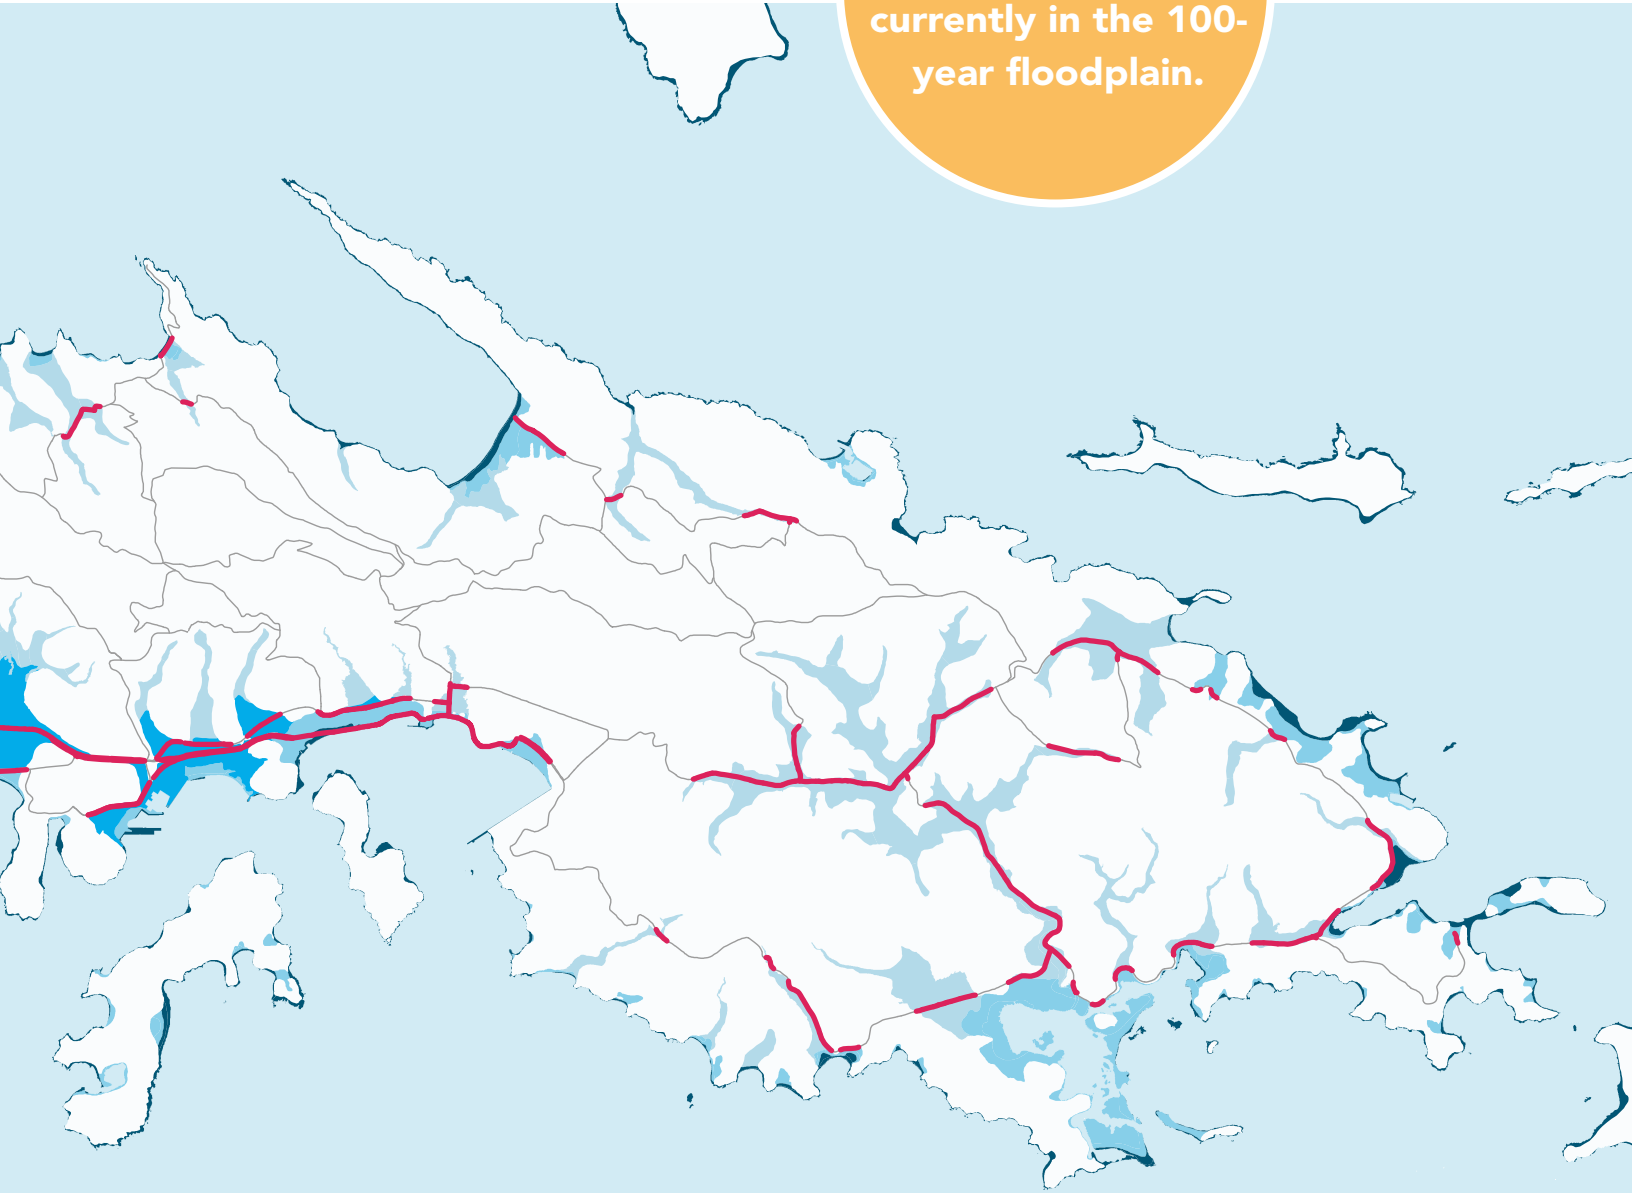 currently in the 100-
year floodplain.